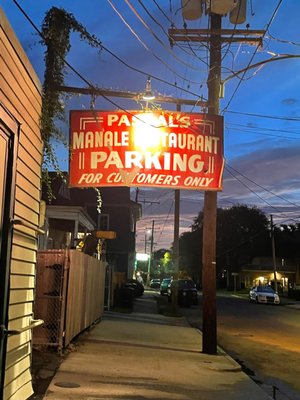 PASCAL'S
MANALE RESTAURANT
PARKING
FOR CUSTOMERS ONLY